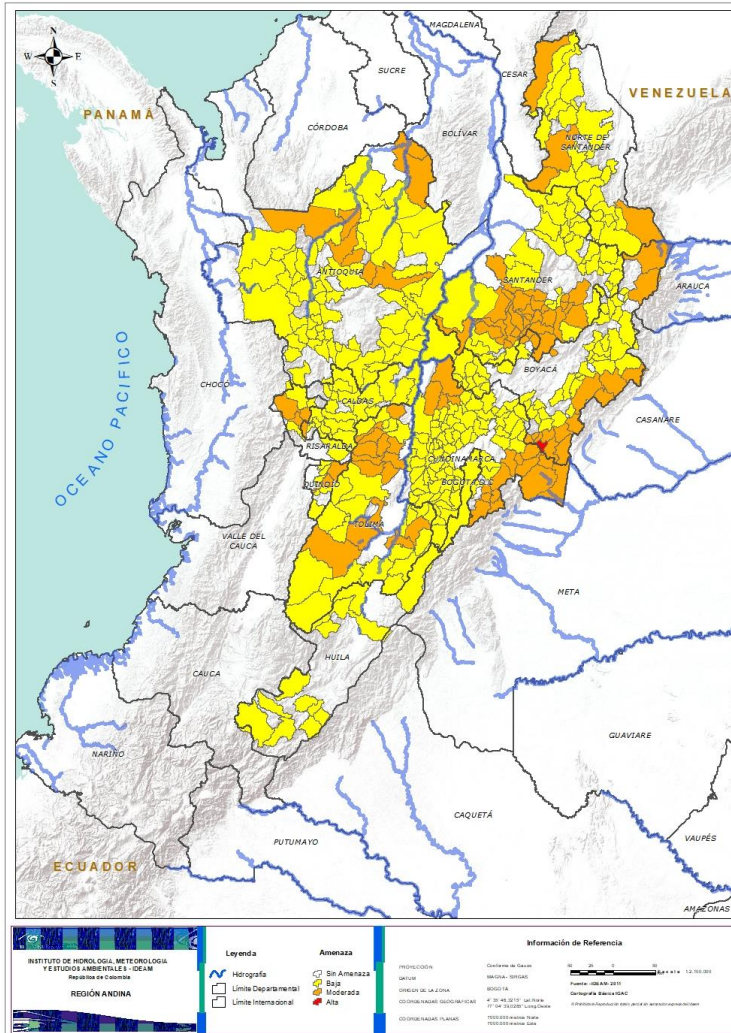 N
W E
S
MAGDALENA
SUCRE
CESAR
VENEZUELA
PANAMÁ
CÓRDOBA
BOLÍVAR
NORTE DE
SANTANDER
ANTIOQUIA
SANTANDER
ARAUCA
OCEANO PACIFICO
CHOCÓ
BOYACÁ
CALDAS
CASANARE
RISARALDA
CUNDINAMARCA
QUINDIO
BOGOTÁ D.C
TOLIMA
VALLE DEL
CAUCA
META
HUILA
CAUCA
GUAVIARE
NARIÑO
CAQUETÁ
PUTUMAYO
VAUPÉS
ECUADOR
AMAZONAS
INSTITUTO DE HIDROLOGIA, METEOROLOGIA
Y ESTUDIOS AMBIENTALES - IDEAM
República de Colombia
REGIÓN ANDINA
Leyenda
Hidrografía
Límite Departamental
Límite Internacional
Amenaza
Sin Amenaza
Baja
Moderada
Alta
Información de Referencia
PROYECCIÓN Conforme de Gauss
DATUM MAGNA - SIRGAS
ORIGEN DE LA ZONA BOGOTA
COORDENADAS GEOGRÁFICAS
COORDENADAS PLANAS
Fuente: IDEAM- 2011
Cartografía Básica IGAC